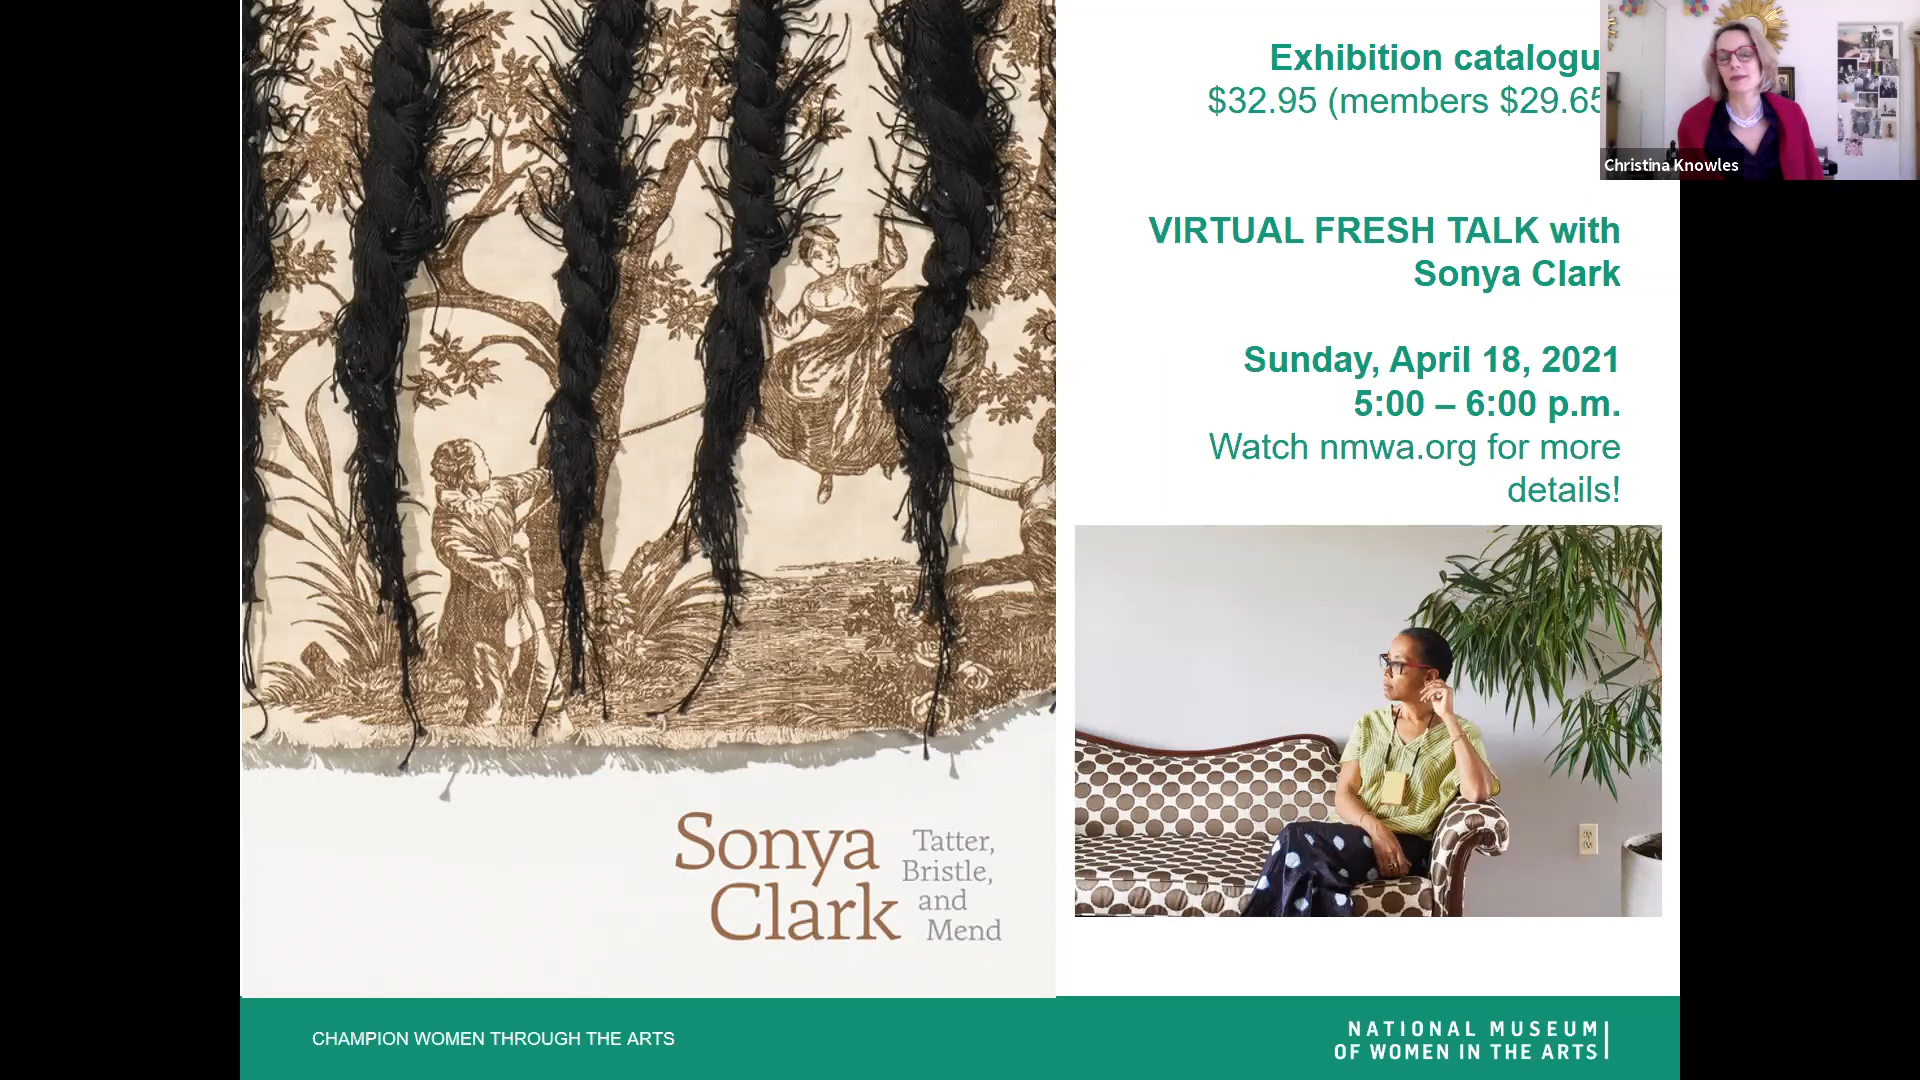 Exhibition catalogu
$32.95 (members $29.65
Christina Knowles
VIRTUAL FRESH TALK with
Sonya Clark
Sunday, April 18, 2021
5:00 – 6:00 p.m.
Watch nmwa.org for more
details!
Sonya
Clark
Tatter,
Bristle,
and
Mend
CHAMPION WOMEN THROUGH THE ARTS
NATIONAL MUSEUM
OF WOMEN IN THE ARTS